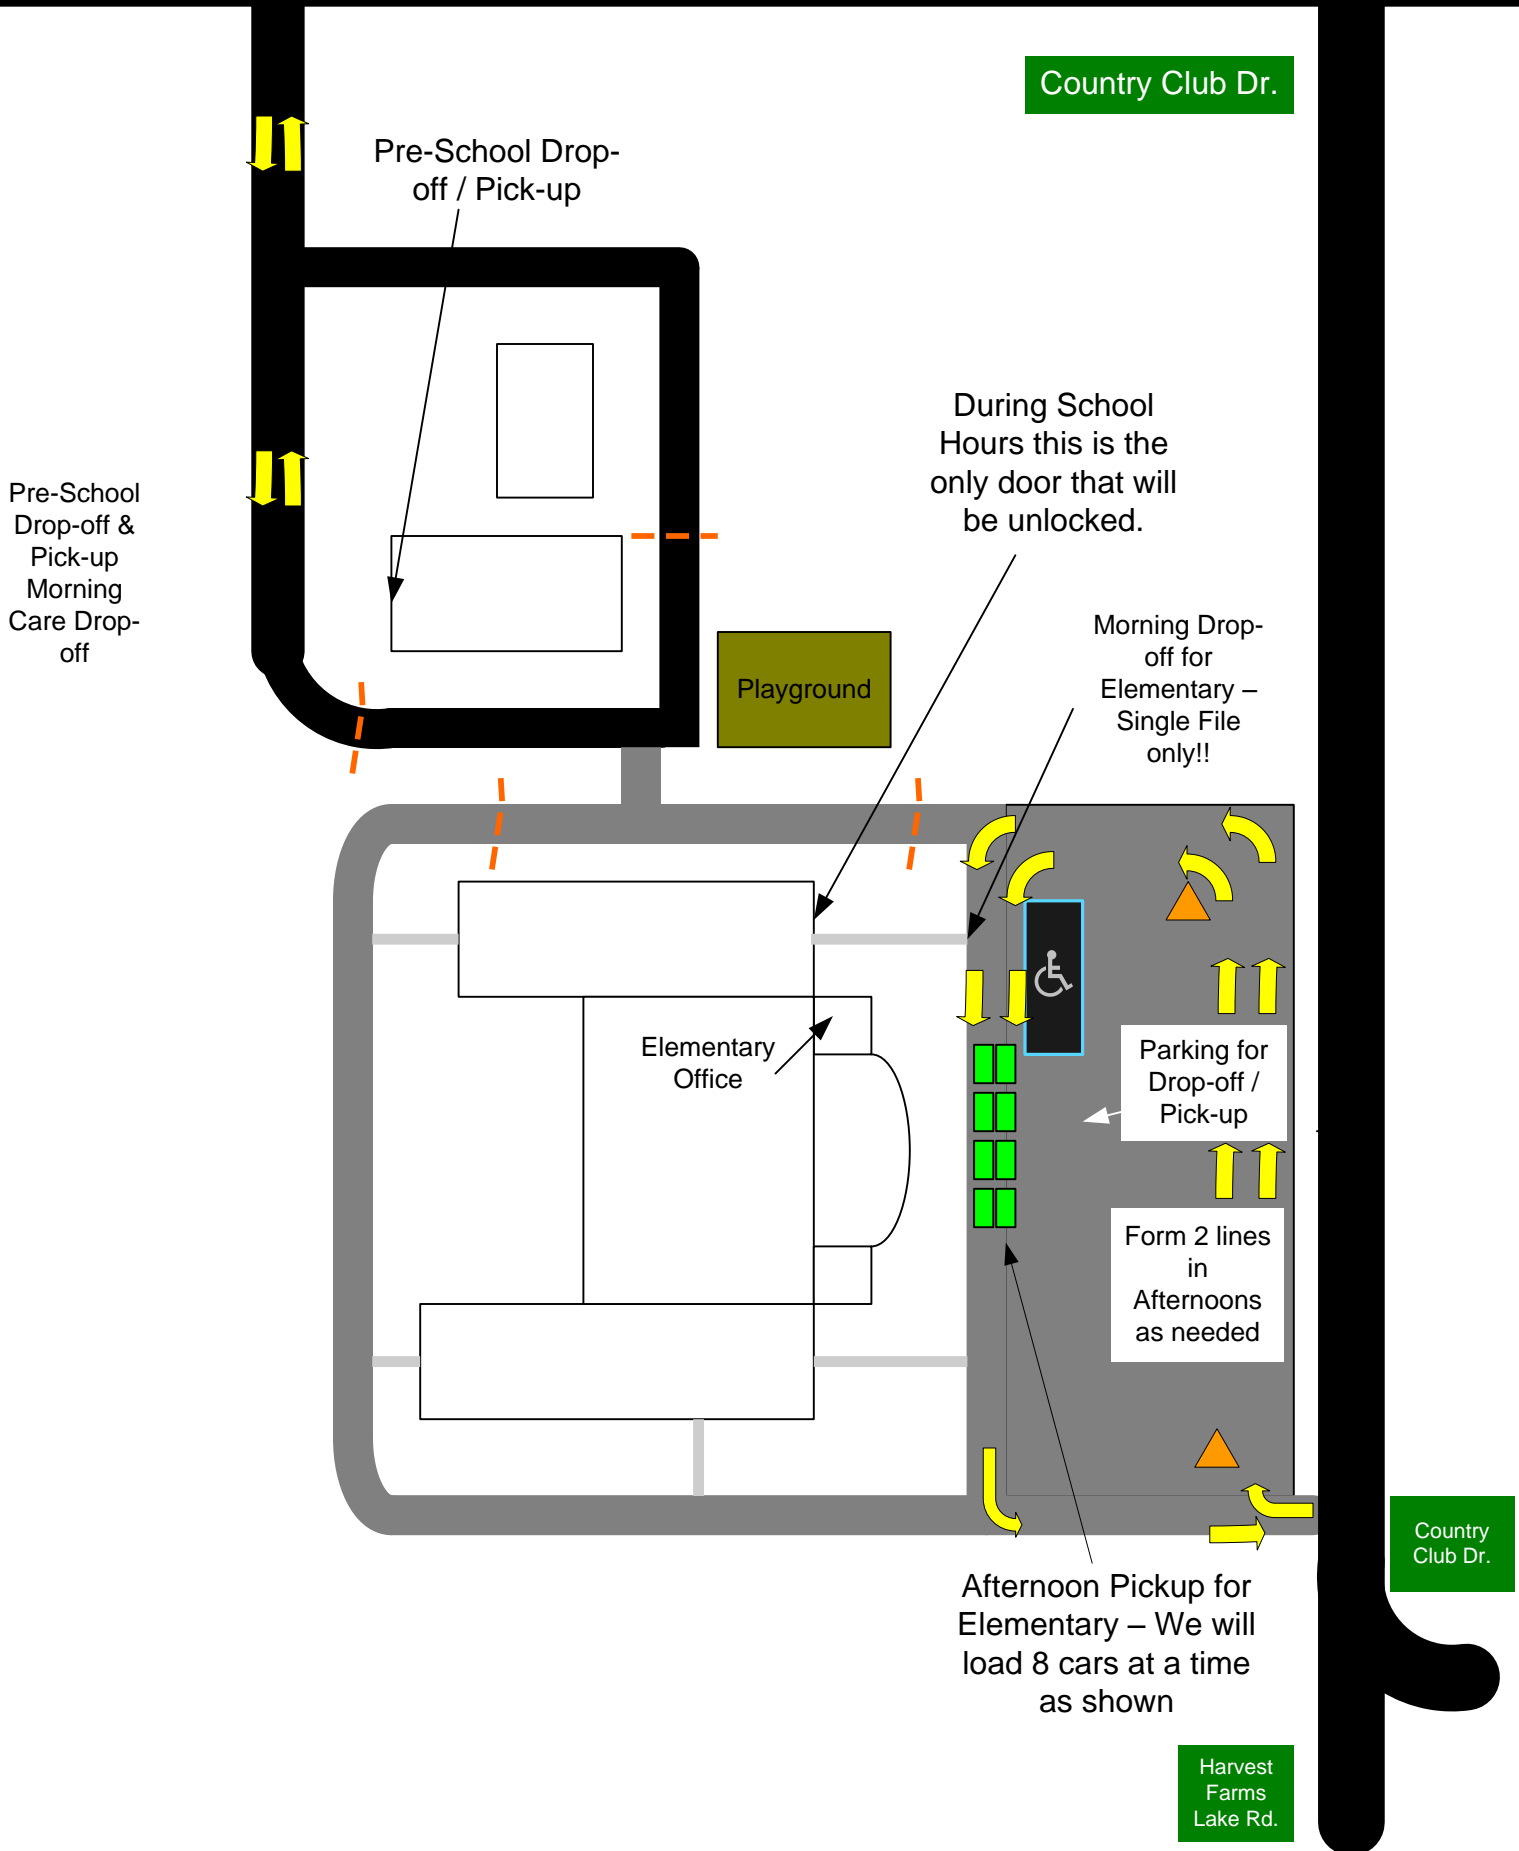 Country Club Dr.
Pre-School Drop-
off / Pick-up
During School
Hours this is the
only door that will
be unlocked.
Pre-School
Drop-off &
Pick-up
Morning
Care Drop-
off
Morning Drop-
off for
Elementary –
Single File
only!!
Playground
Elementary
Office
Parking for
Drop-off /
Pick-up
Form 2 lines
in
Afternoons
as needed
Country
Club Dr.
Afternoon Pickup for
Elementary – We will
load 8 cars at a time
as shown
Harvest
Farms
Lake Rd.